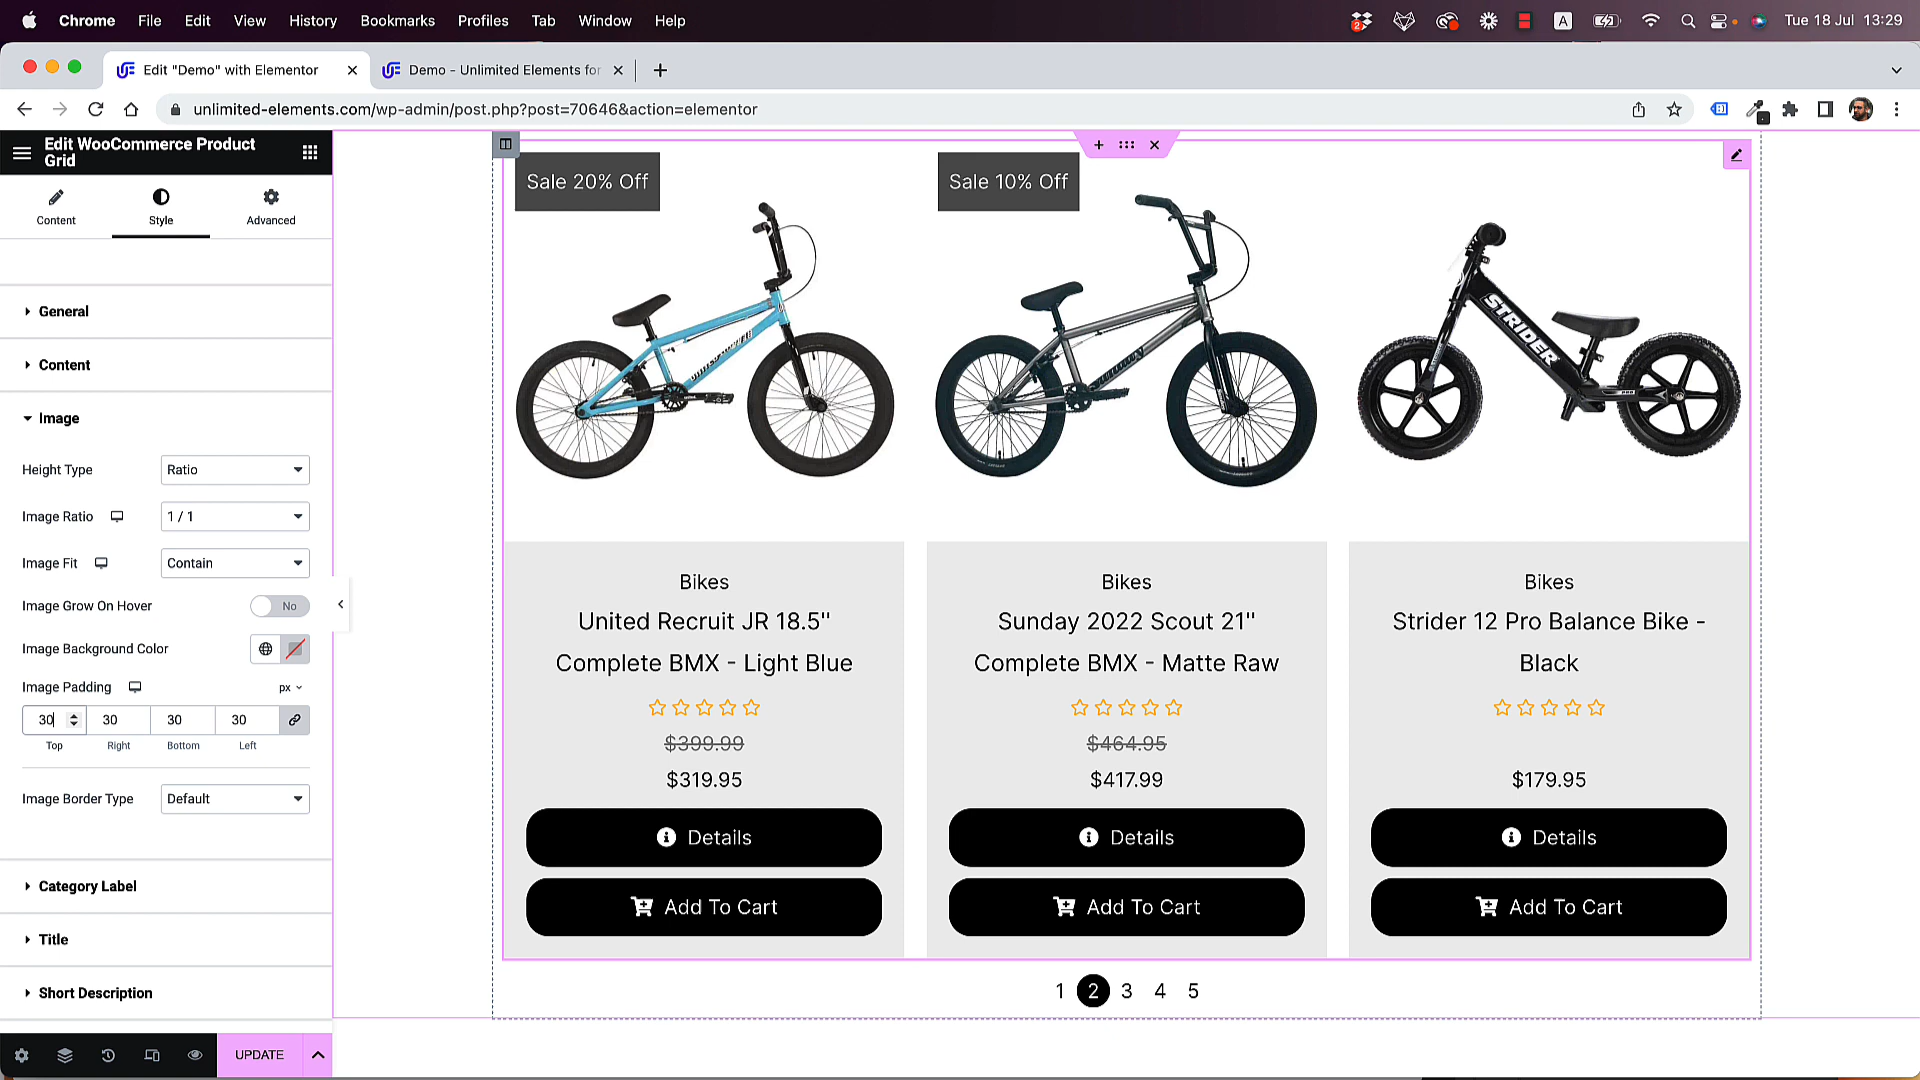 Chrome File Edit View History Bookmarks Profiles Tab Window Help
2
A
Tue 18 Jul 13:29
Edit "Demo" with Elementor
Demo - Unlimited Elements for
unlimited-elements.com/wp-admin/post.php?post=70646&action=elementor
Edit WooCommerce Product
Grid
Content
Style
Advanced
General
Content
Image
Height Type
Ratio
Image Ratio
1 / 1
Image Fit
Contain
Image Grow On Hover
No
Image Background Color
Image Padding
px
30
30
30
30
Top
Right
Bottom
Left
Image Border Type
Default
Category Label
Title
Short Description
UPDATE
Sale 20% Off
Sale 10% Off
STRIDER
Bikes
United Recruit JR 18.5''
Complete BMX - Light Blue
$399.99
$319.95
Details
Add To Cart
Bikes
Sunday 2022 Scout 21''
Complete BMX - Matte Raw
$464.95
$417.99
Details
Add To Cart
Bikes
Strider 12 Pro Balance Bike -
Black
$179.95
Details
Add To Cart
1 2 3 4 5